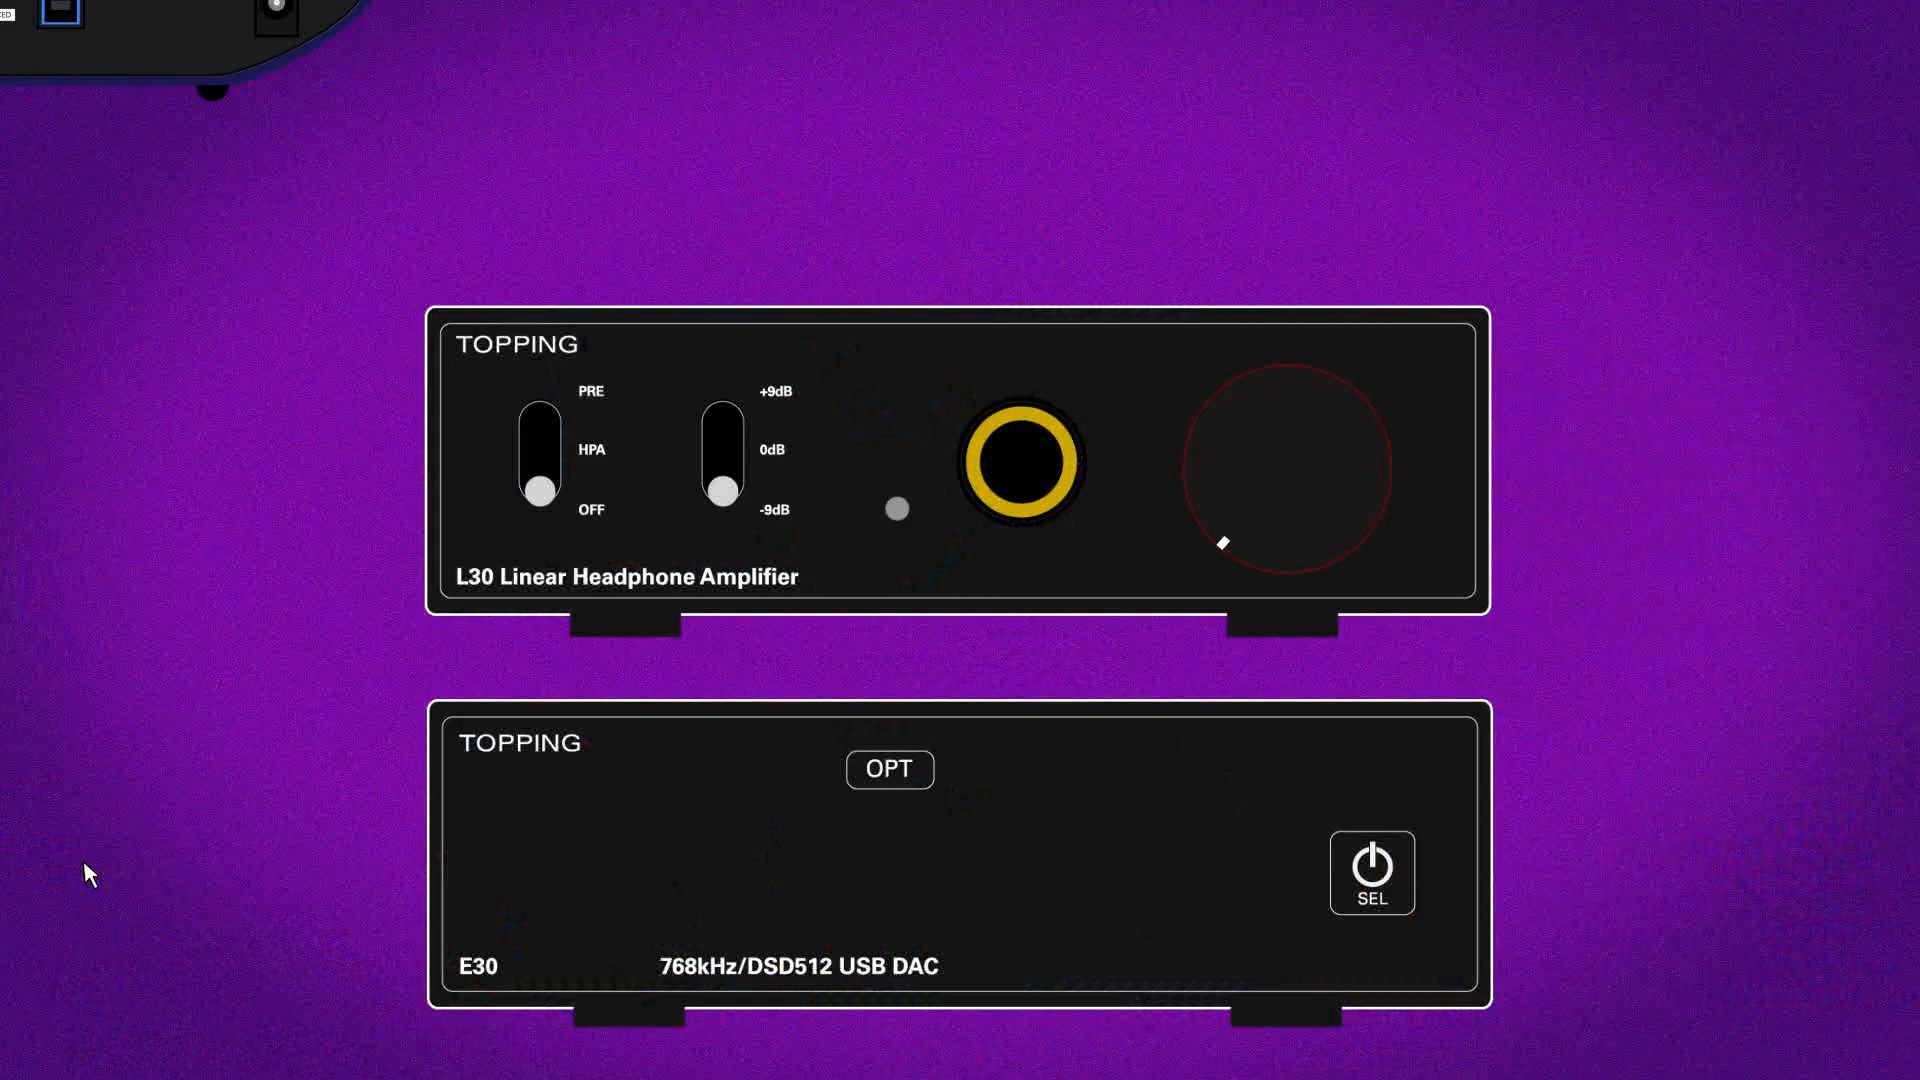 TOPPING
PRE
HPA
OFF
+9dB
0dB
-9dB
L30 Linear Headphone Amplifier
TOPPING
OPT
SEL
E30 768kHz/DSD512 USB DAC